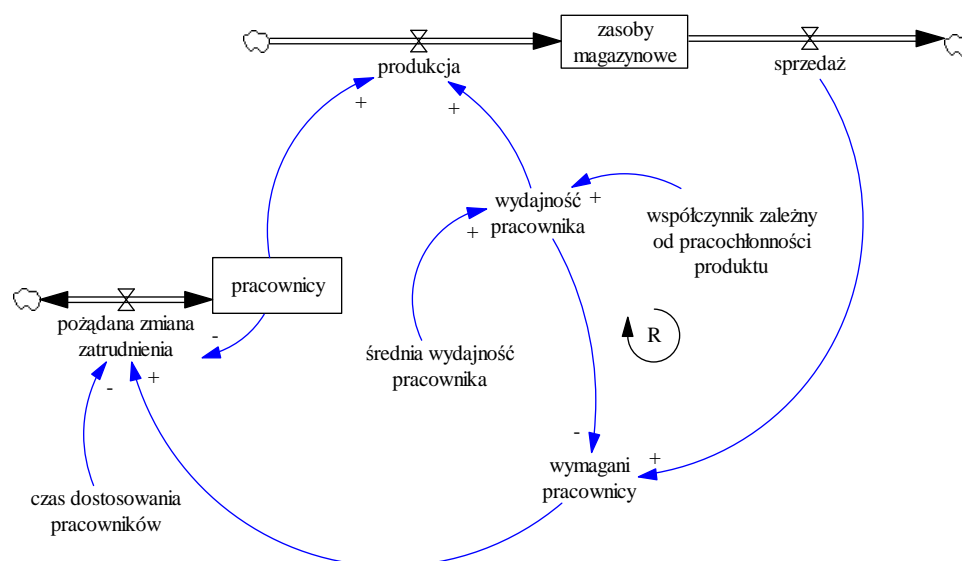 zasoby
magazynowe
produkcja
sprzedaż
+
+
wydajność
pracownika
+
+
współczynnik zależny
od pracochłonności
produktu
pracownicy
pożądana zmiana
zatrudnienia
-
-
+
średnia wydajność
pracownika
R
-
+
wymagani
pracownicy
czas dostosowania
pracowników